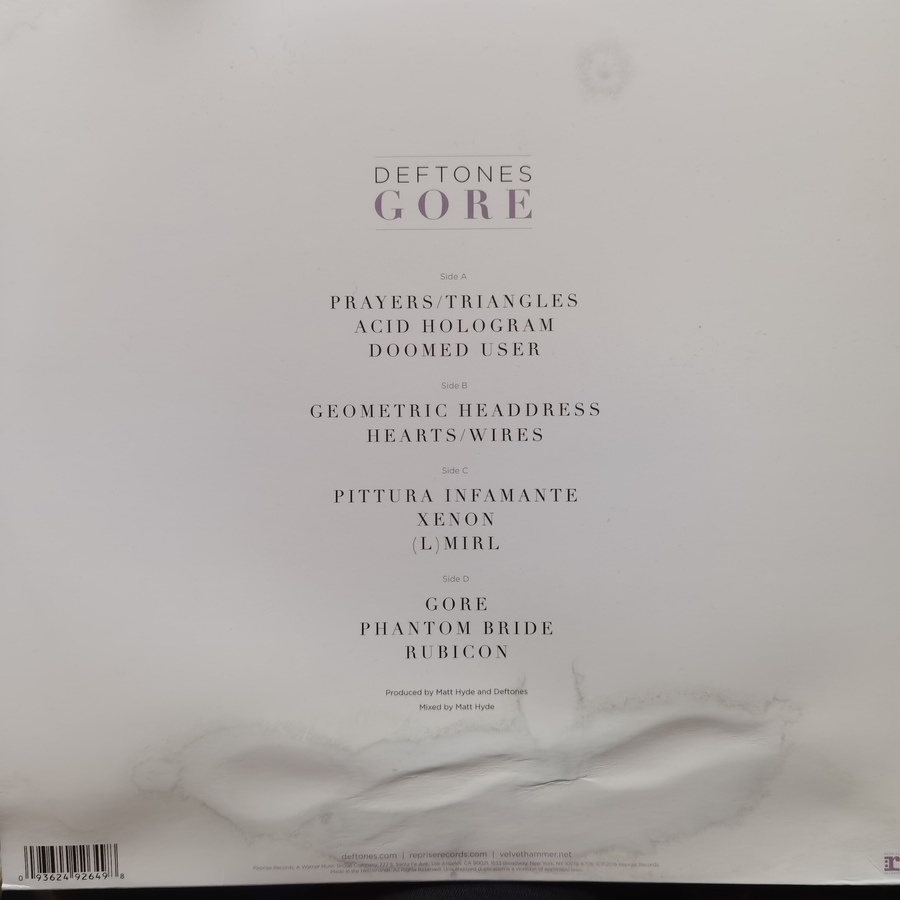 DEFTONES
GORE
Side A
PRAYERS/TRIANGLES
ACID HOLOGRAM
DOOMED USER
Side B
GEOMETRIC HEADDRESS
HEARTS/WIRES
Side C
PITTURA INFAMANTE
XENON
(L)MIRL
Side D
GORE
PHANTOM BRIDE
RUBICON
Produced by Matt Hyde and Deftones
Mixed by Matt Hyde
deftones.com | repriserecords.com | velvethammer.net
0 93624 92649 8
r